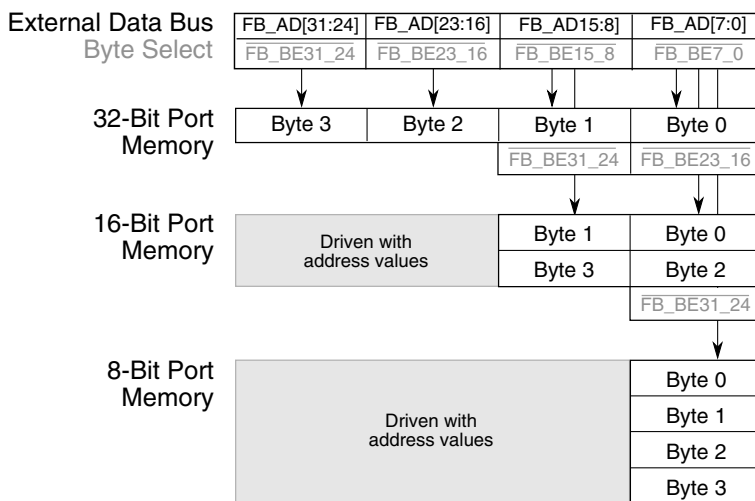 External Data Bus FB_AD[31:24] FB_AD[23:16] FB_AD15:8] FB_AD[7:0]
Byte Select FB_BE31_24 FB_BE23_16 FB_BE15_8 FB_BE7_0
32-Bit Port Byte 3 Byte 2 Byte 1 Byte 0
Memory FB_BE31_24 FB_BE23_16
16-Bit Port Byte 1 Byte 0
Memory
Driven with
address values
Byte 3 Byte 2
FB_BE31_24
8-Bit Port Byte 0
Memory
Driven with
address values
Byte 1
Byte 2
Byte 3